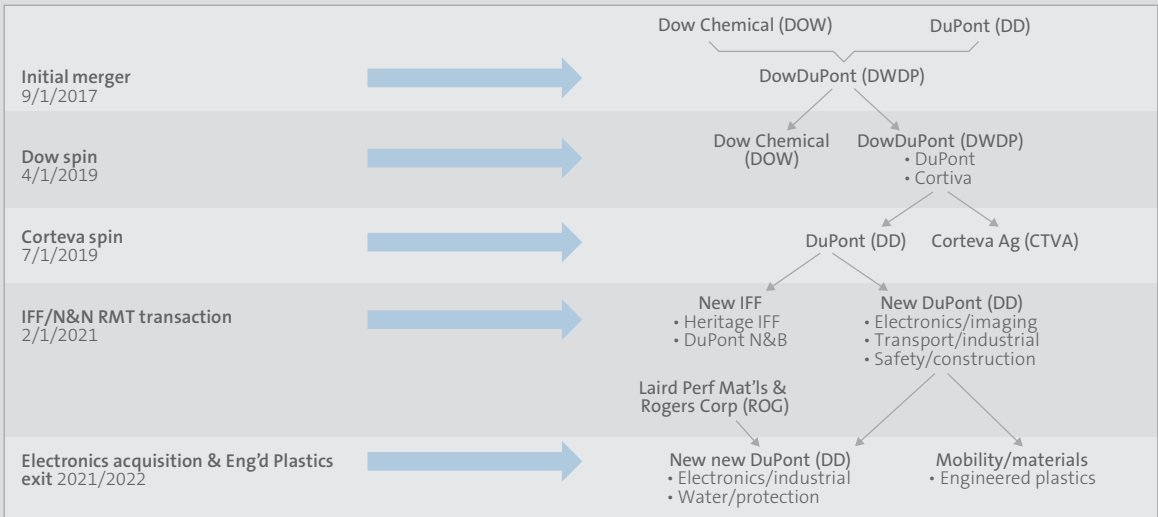 Dow Chemical (DOW)
DuPont (DD)
Initial merger
9/1/2017
DowDuPont (DWDP)
Dow spin
4/1/2019
Dow Chemical
(DOW)
DowDuPont (DWDP)
• DuPont
• Cortiva
Corteva spin
7/1/2019
DuPont (DD)
Corteva Ag (CTVA)
IFF/N&N RMT transaction
2/1/2021
New IFF
• Heritage IFF
• DuPont N&B
New DuPont (DD)
• Electronics/imaging
• Transport/industrial
• Safety/construction
Laird Perf Mat'ls &
Rogers Corp (ROG)
Electronics acquisition & Eng'd Plastics
exit 2021/2022
New new DuPont (DD)
• Electronics/industrial
• Water/protection
Mobility/materials
• Engineered plastics